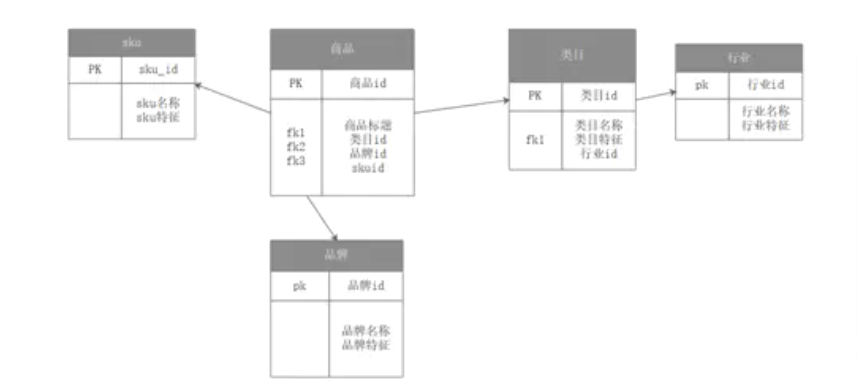 sku
PK sku_id
sku名称
sku特征
商品
PK 商品id
商品标题
fk1 类目id
fk2 品牌id
fk3 skuid
类目
PK 类目id
类目名称
fk1 类目特征
行业id
行业
pk 行业id
行业名称
行业特征
品牌
pk 品牌id
品牌名称
品牌特征